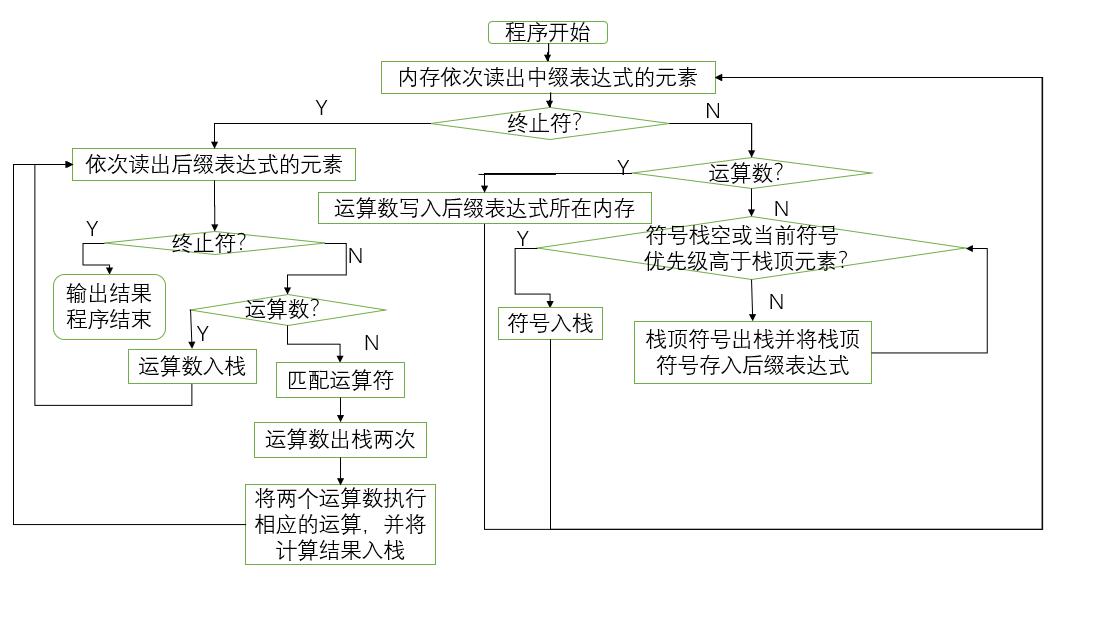 程序开始
内存依次读出中缀表达式的元素
Y
终止符？
N
依次读出后缀表达式的元素
Y
运算数？
运算数写入后缀表达式所在内存
N
Y
终止符？
N
Y
符号栈空或当前符号
优先级高于栈顶元素？
输出结果
程序结束
运算数？
N
符号入栈
Y
N
栈顶符号出栈并将栈顶
符号存入后缀表达式
运算数入栈
匹配运算符
运算数出栈两次
将两个运算数执行
相应的运算，并将
计算结果入栈